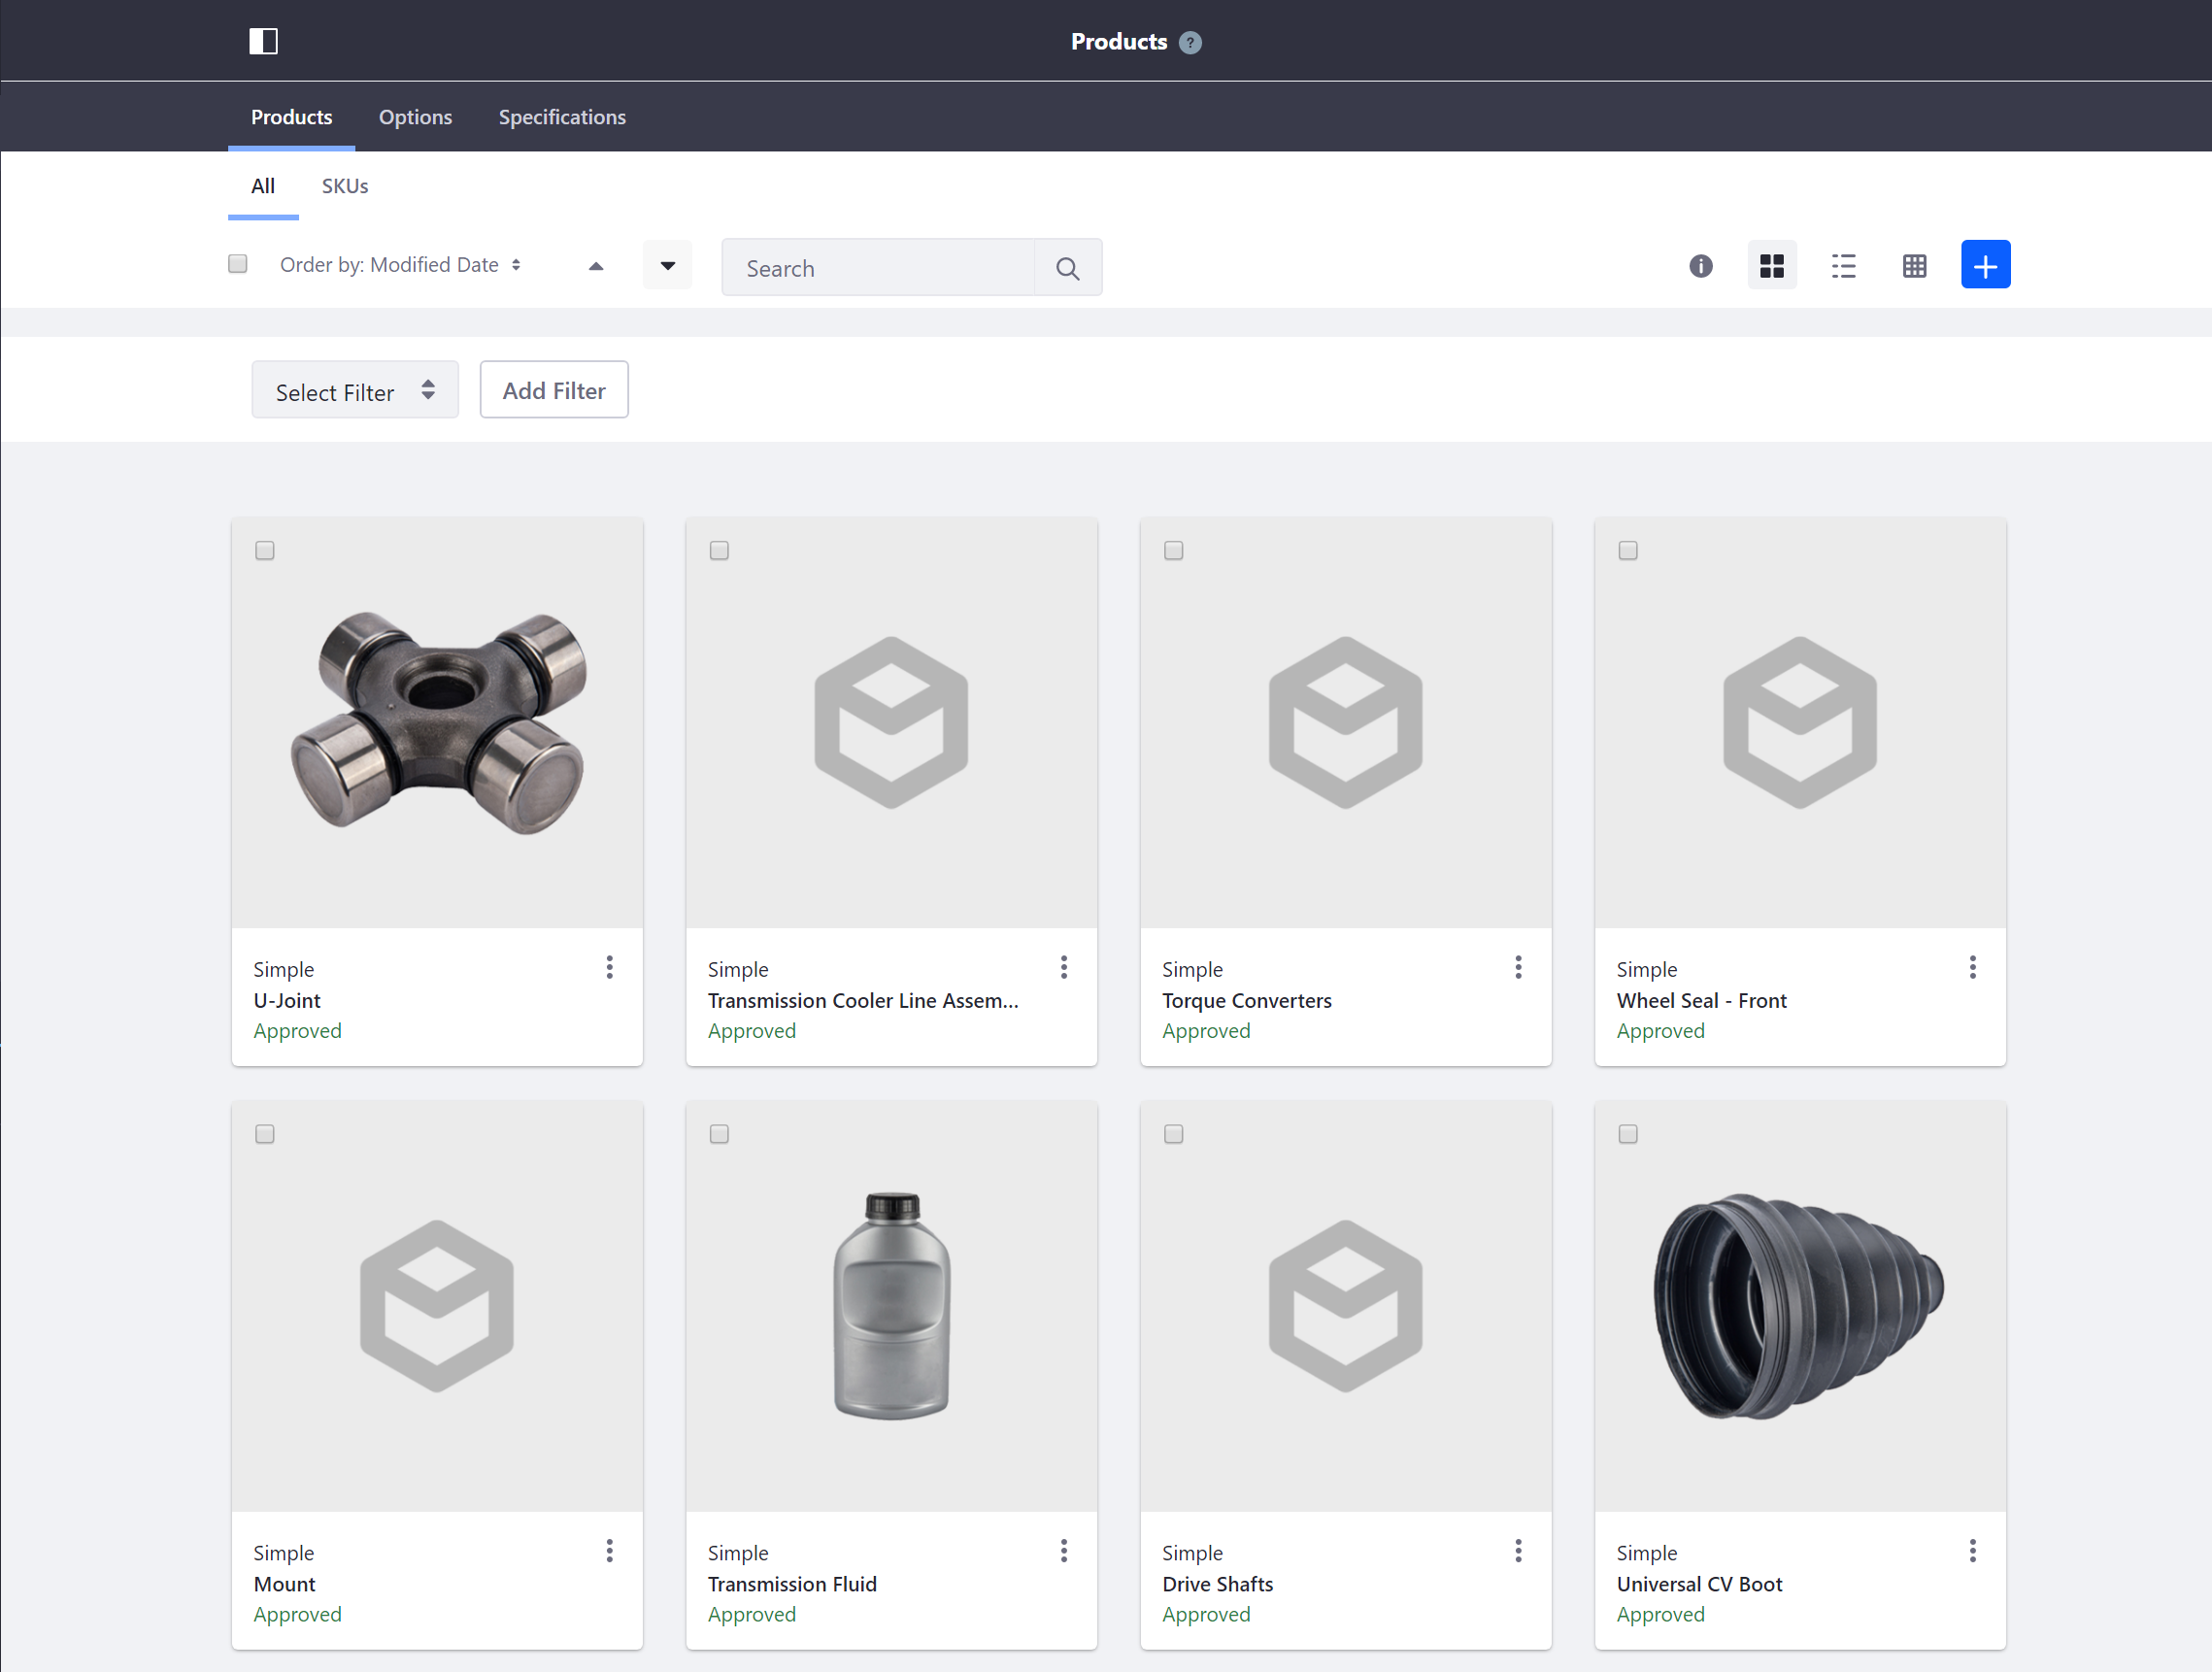 Products ?
Products Options Specifications
All SKUs
Order by: Modified Date Search
Select Filter Add Filter
Simple
U-Joint
Approved
Simple
Transmission Cooler Line Assem...
Approved
Simple
Torque Converters
Approved
Simple
Wheel Seal - Front
Approved
Simple
Mount
Approved
Simple
Transmission Fluid
Approved
Simple
Drive Shafts
Approved
Simple
Universal CV Boot
Approved